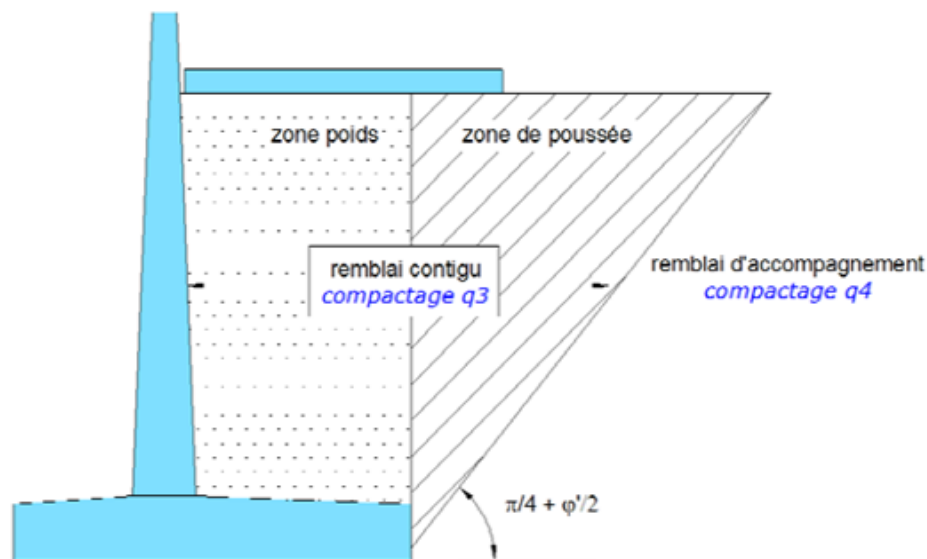 zone poids
zone de poussée
remblai contigu
compactage q3
remblai d'accompagnement
compactage q4
π/4 + φ'/2